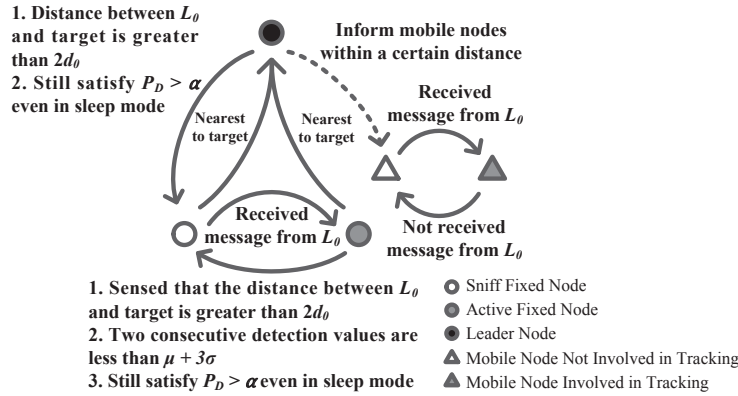 1. Distance between L0
and target is greater
than 2d0
2. Still satisfy PD > α
even in sleep mode
Inform mobile nodes
within a certain distance
Received
message from L0
Nearest
to target
Nearest
to target
Received
message from L0
Not received
message from L0
1. Sensed that the distance between L0
and target is greater than 2d0
2. Two consecutive detection values are
less than μ + 3σ
3. Still satisfy PD > α even in sleep mode
Sniff Fixed Node
Active Fixed Node
Leader Node
Mobile Node Not Involved in Tracking
Mobile Node Involved in Tracking